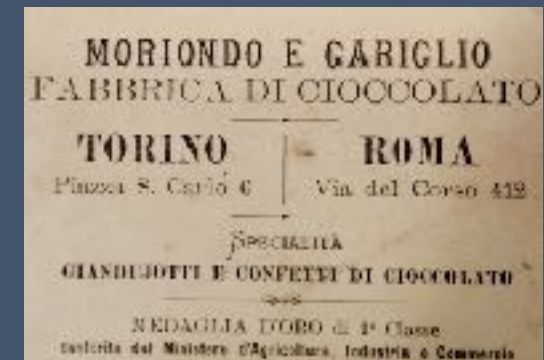 MORIONDO E GARIGLIO
FABBRICA DI CIOCCOLATO
TORINO
Piazza S. Carlo 6
ROMA
Via del Corso 412
SPECIALITÀ
GIANDUJOTTI E CONFETTI DI CIOCCOLATO
MEDAGLIA D'ORO di 1ª Classe
conferita dal Ministero d'Agricoltura, Industria e Commercio